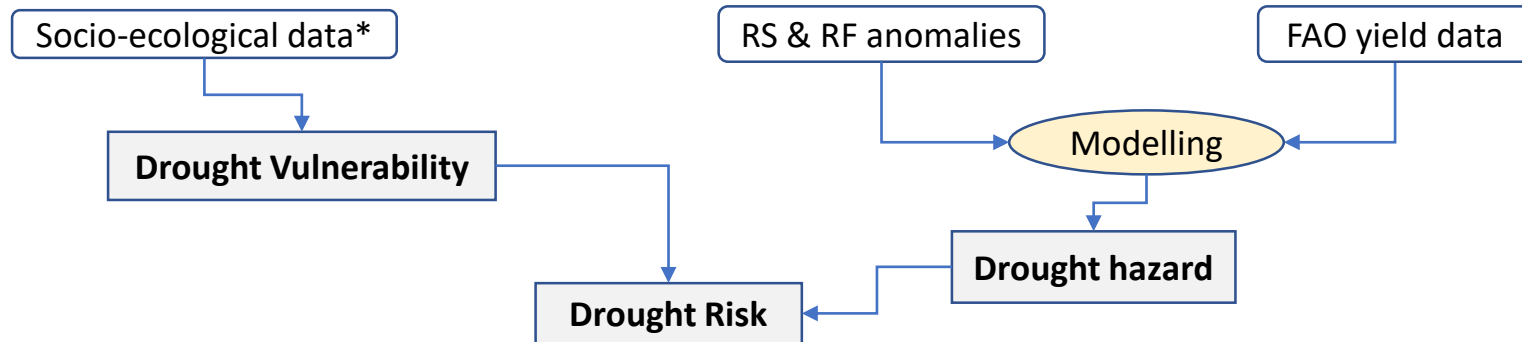 Socio-ecological data*
RS & RF anomalies
FAO yield data
Modelling
Drought Vulnerability
Drought hazard
Drought Risk